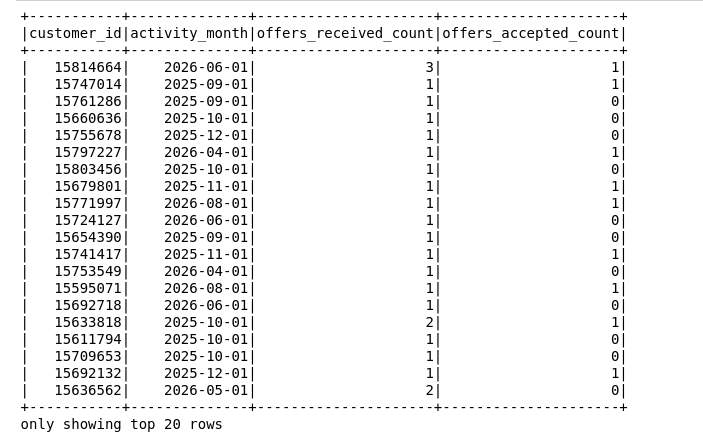 +-----------+--------------+---------------------+---------------------+
|customer_id|activity_month|offers_received_count|offers_accepted_count|
+-----------+--------------+---------------------+---------------------+
|   15814664|    2026-06-01|                    3|                    1|
|   15747014|    2025-09-01|                    1|                    1|
|   15761286|    2025-09-01|                    1|                    0|
|   15660636|    2025-10-01|                    1|                    0|
|   15755678|    2025-12-01|                    1|                    0|
|   15797227|    2026-04-01|                    1|                    1|
|   15803456|    2025-10-01|                    1|                    0|
|   15679801|    2025-11-01|                    1|                    1|
|   15771997|    2026-08-01|                    1|                    1|
|   15724127|    2026-06-01|                    1|                    0|
|   15654390|    2025-09-01|                    1|                    0|
|   15741417|    2025-11-01|                    1|                    1|
|   15753549|    2026-04-01|                    1|                    0|
|   15595071|    2026-08-01|                    1|                    1|
|   15692718|    2026-06-01|                    1|                    0|
|   15633818|    2025-10-01|                    2|                    1|
|   15611794|    2025-10-01|                    1|                    0|
|   15709653|    2025-10-01|                    1|                    0|
|   15692132|    2025-12-01|                    1|                    1|
|   15636562|    2026-05-01|                    2|                    0|
+-----------+--------------+---------------------+---------------------+
only showing top 20 rows